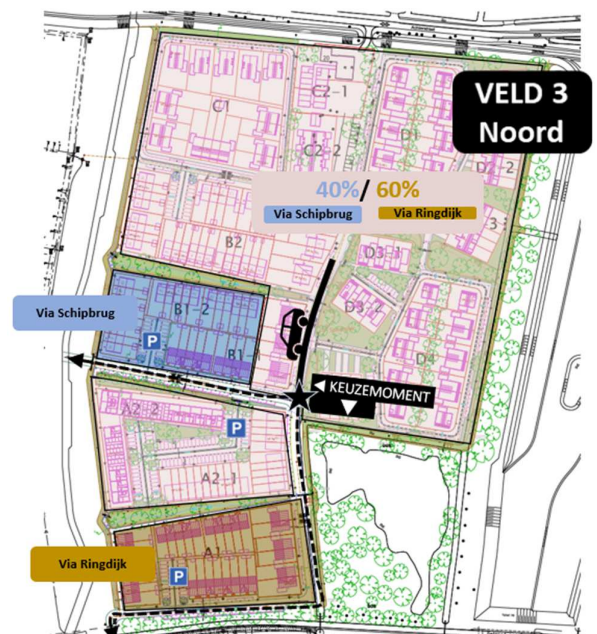 VELD 3
Noord
C1
C2-1
C2-2
D1
D2-2
40%/ 60%
Via Schipbrug
Via Ringdijk
B2
D3-1
3
D3-2
Via Schipbrug
B1-2
P
B1
D4
KEUZEMOMENT
A2-2
P
A2-1
Via Ringdijk
A1
P